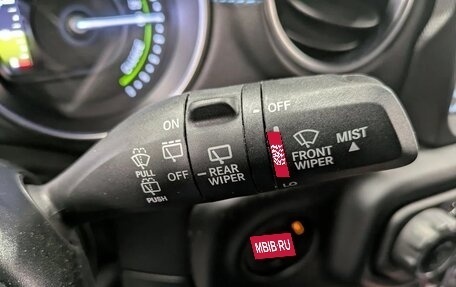 OFF
ON
PULL
OFF
PUSH
REAR
WIPER
FRONT
WIPER
MIST
LO
MBIB.RU